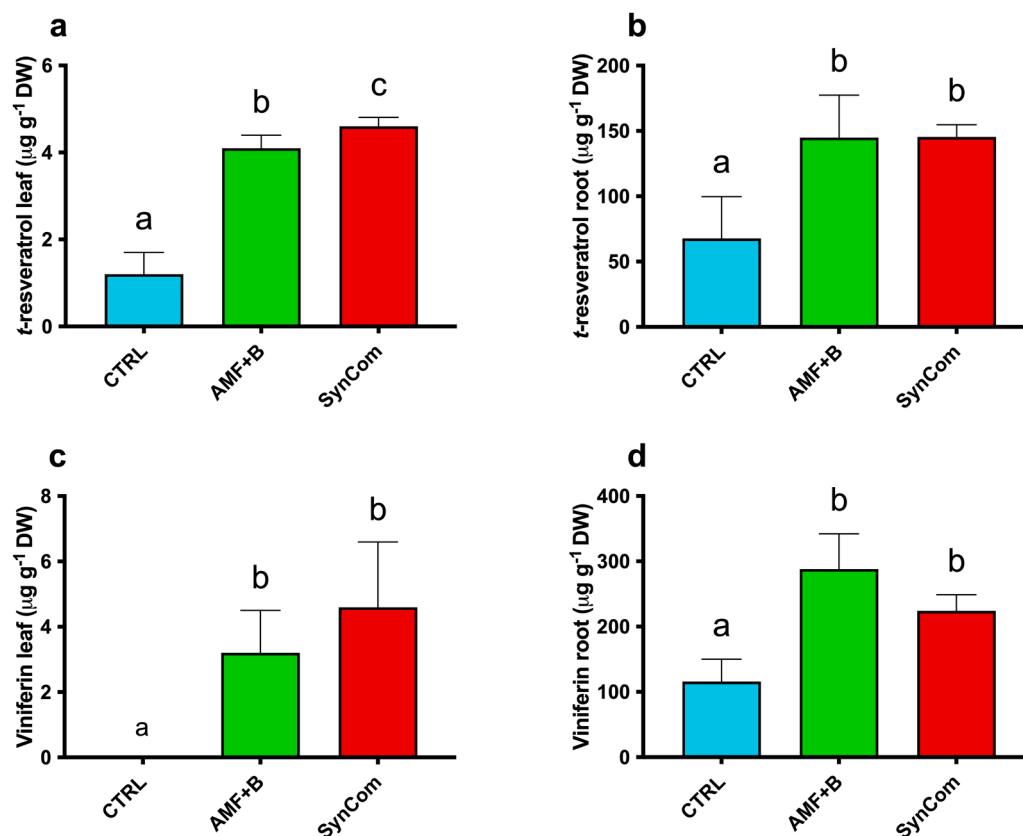 a
t-resveratrol leaf (µg g⁻¹ DW)
6
4
2
0
a
b
c
CTRL
AMF+B
SynCom
b
t-resveratrol root (µg g⁻¹ DW)
200
150
100
50
0
a
b
b
CTRL
AMF+B
SynCom
c
Viniferin leaf (µg g⁻¹ DW)
8
6
4
2
0
a
b
b
CTRL
AMF+B
SynCom
d
Viniferin root (µg g⁻¹ DW)
400
300
200
100
0
a
b
b
CTRL
AMF+B
SynCom